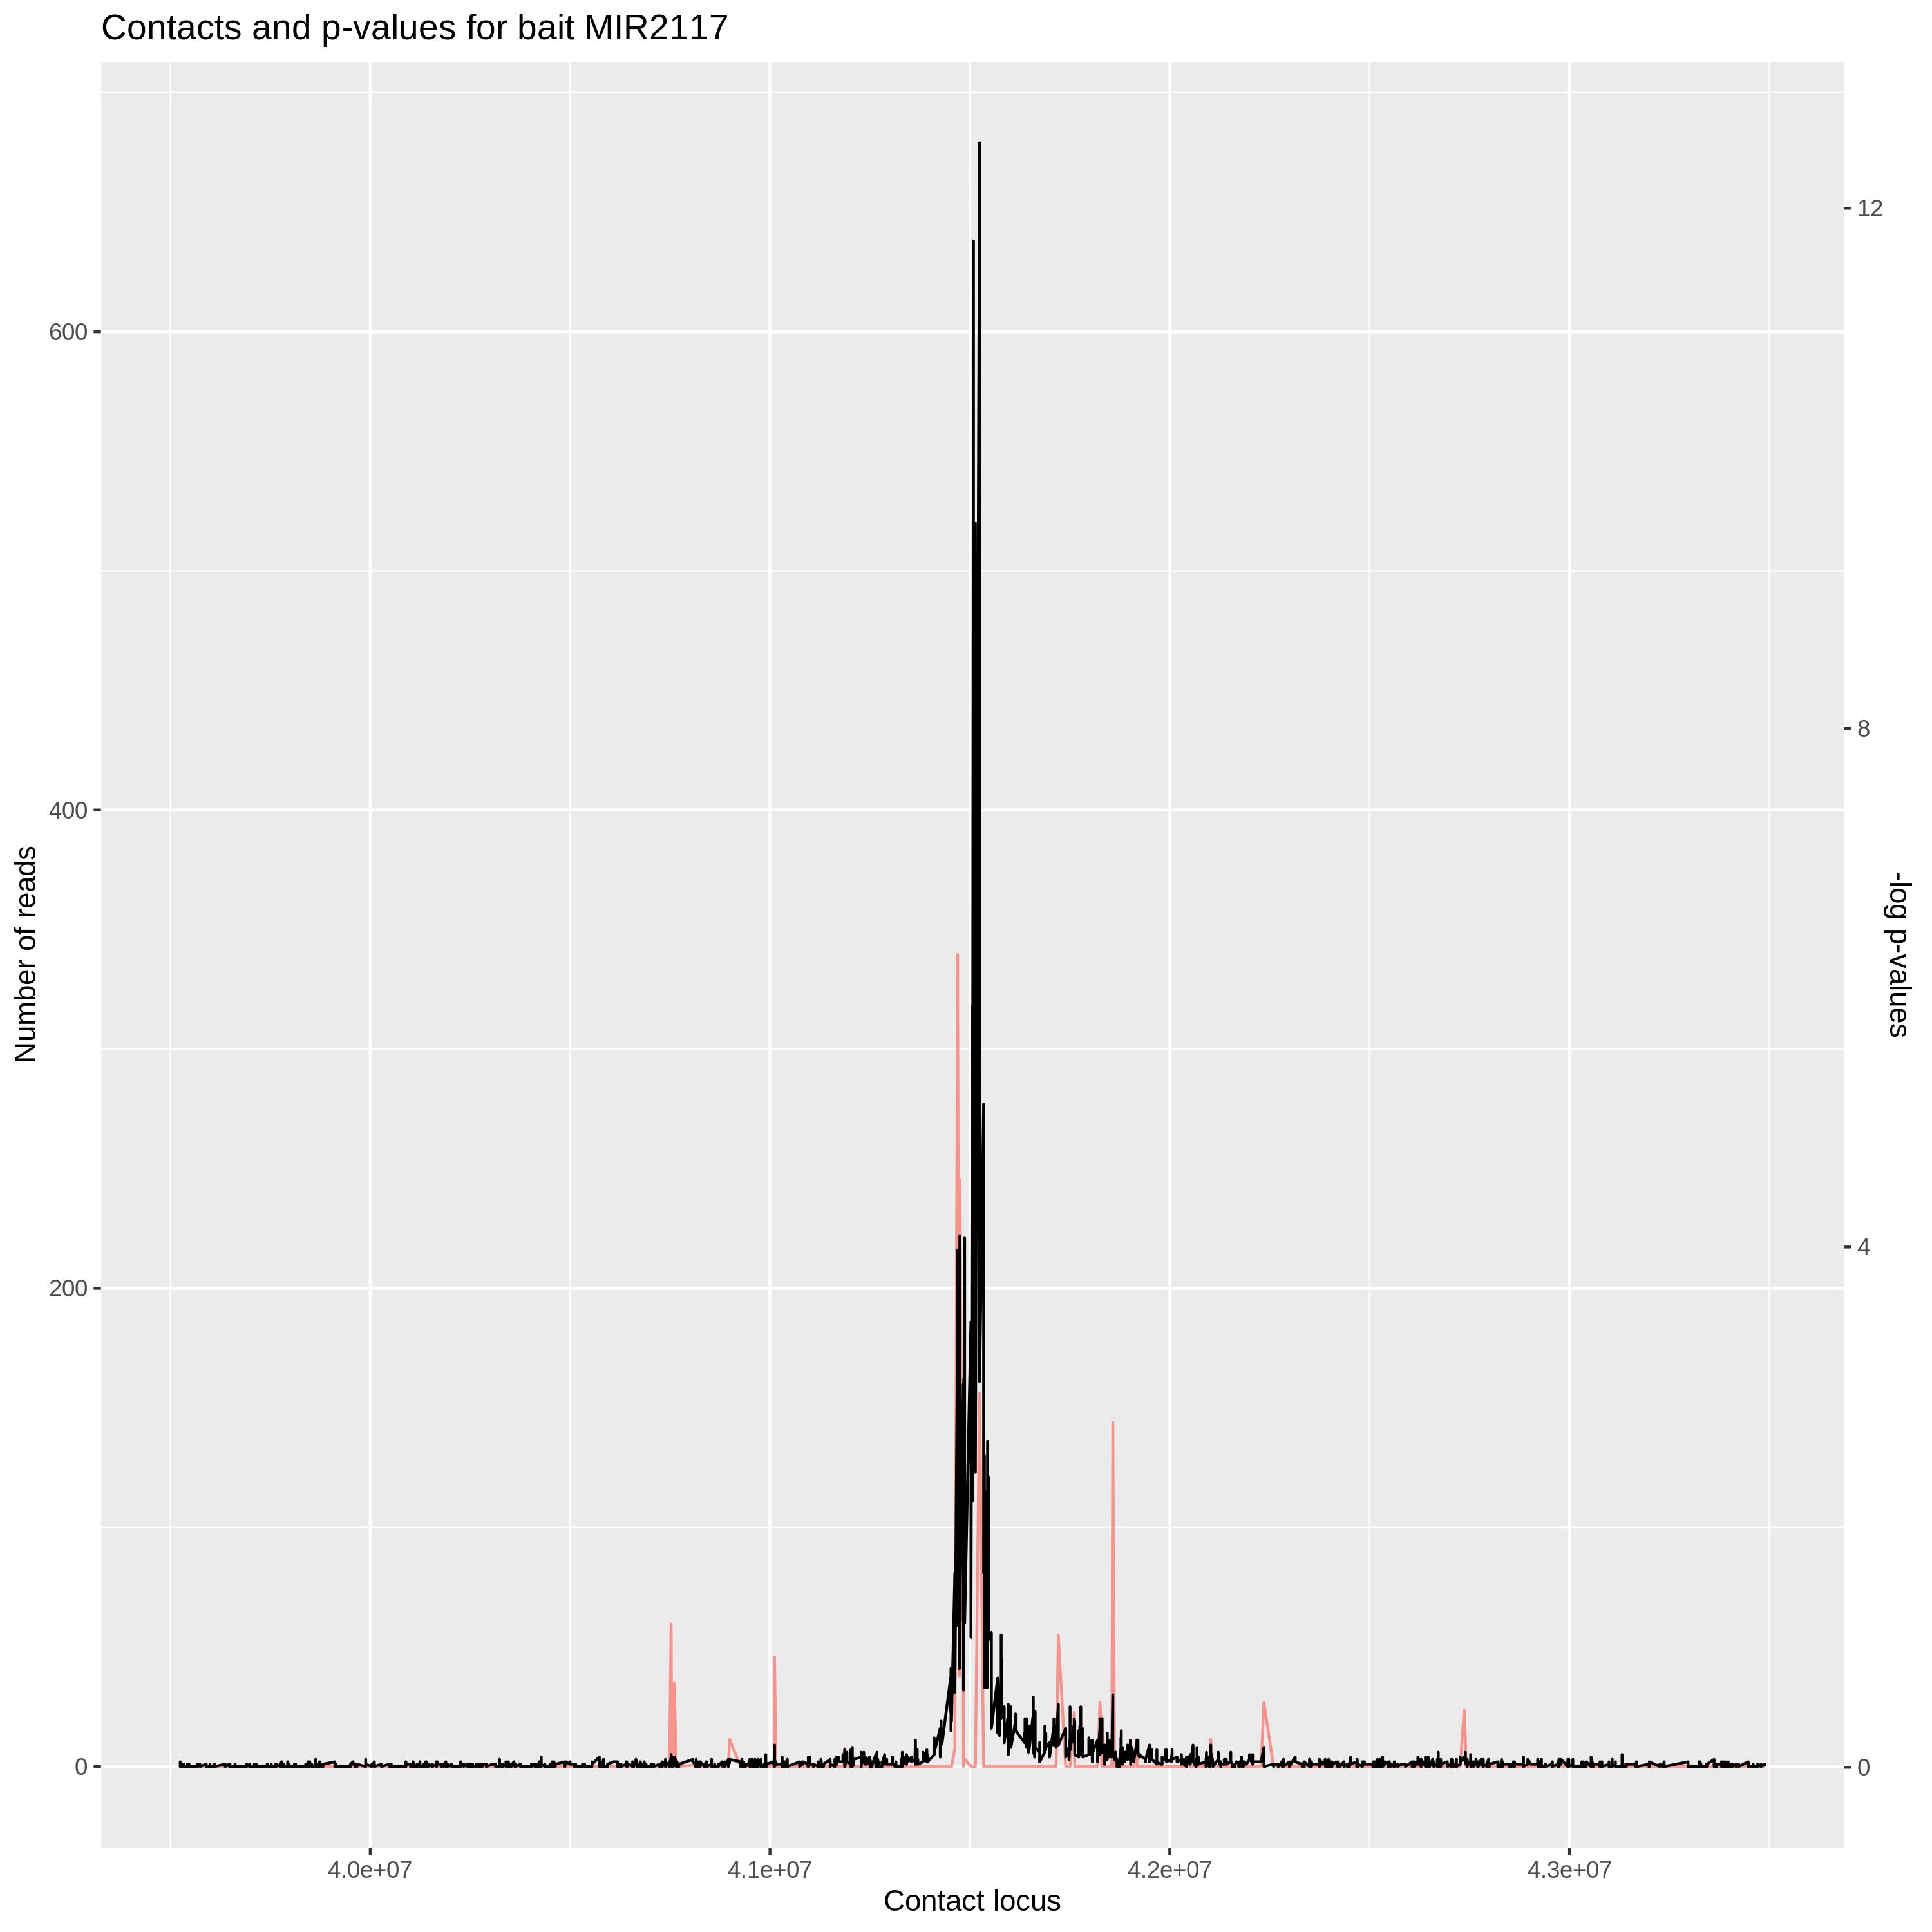 Contacts and p-values for bait MIR2117
Number of reads
600
400
200
0
12
8
4
0
-log p-values
4.0e+07
4.1e+07
4.2e+07
4.3e+07
Contact locus